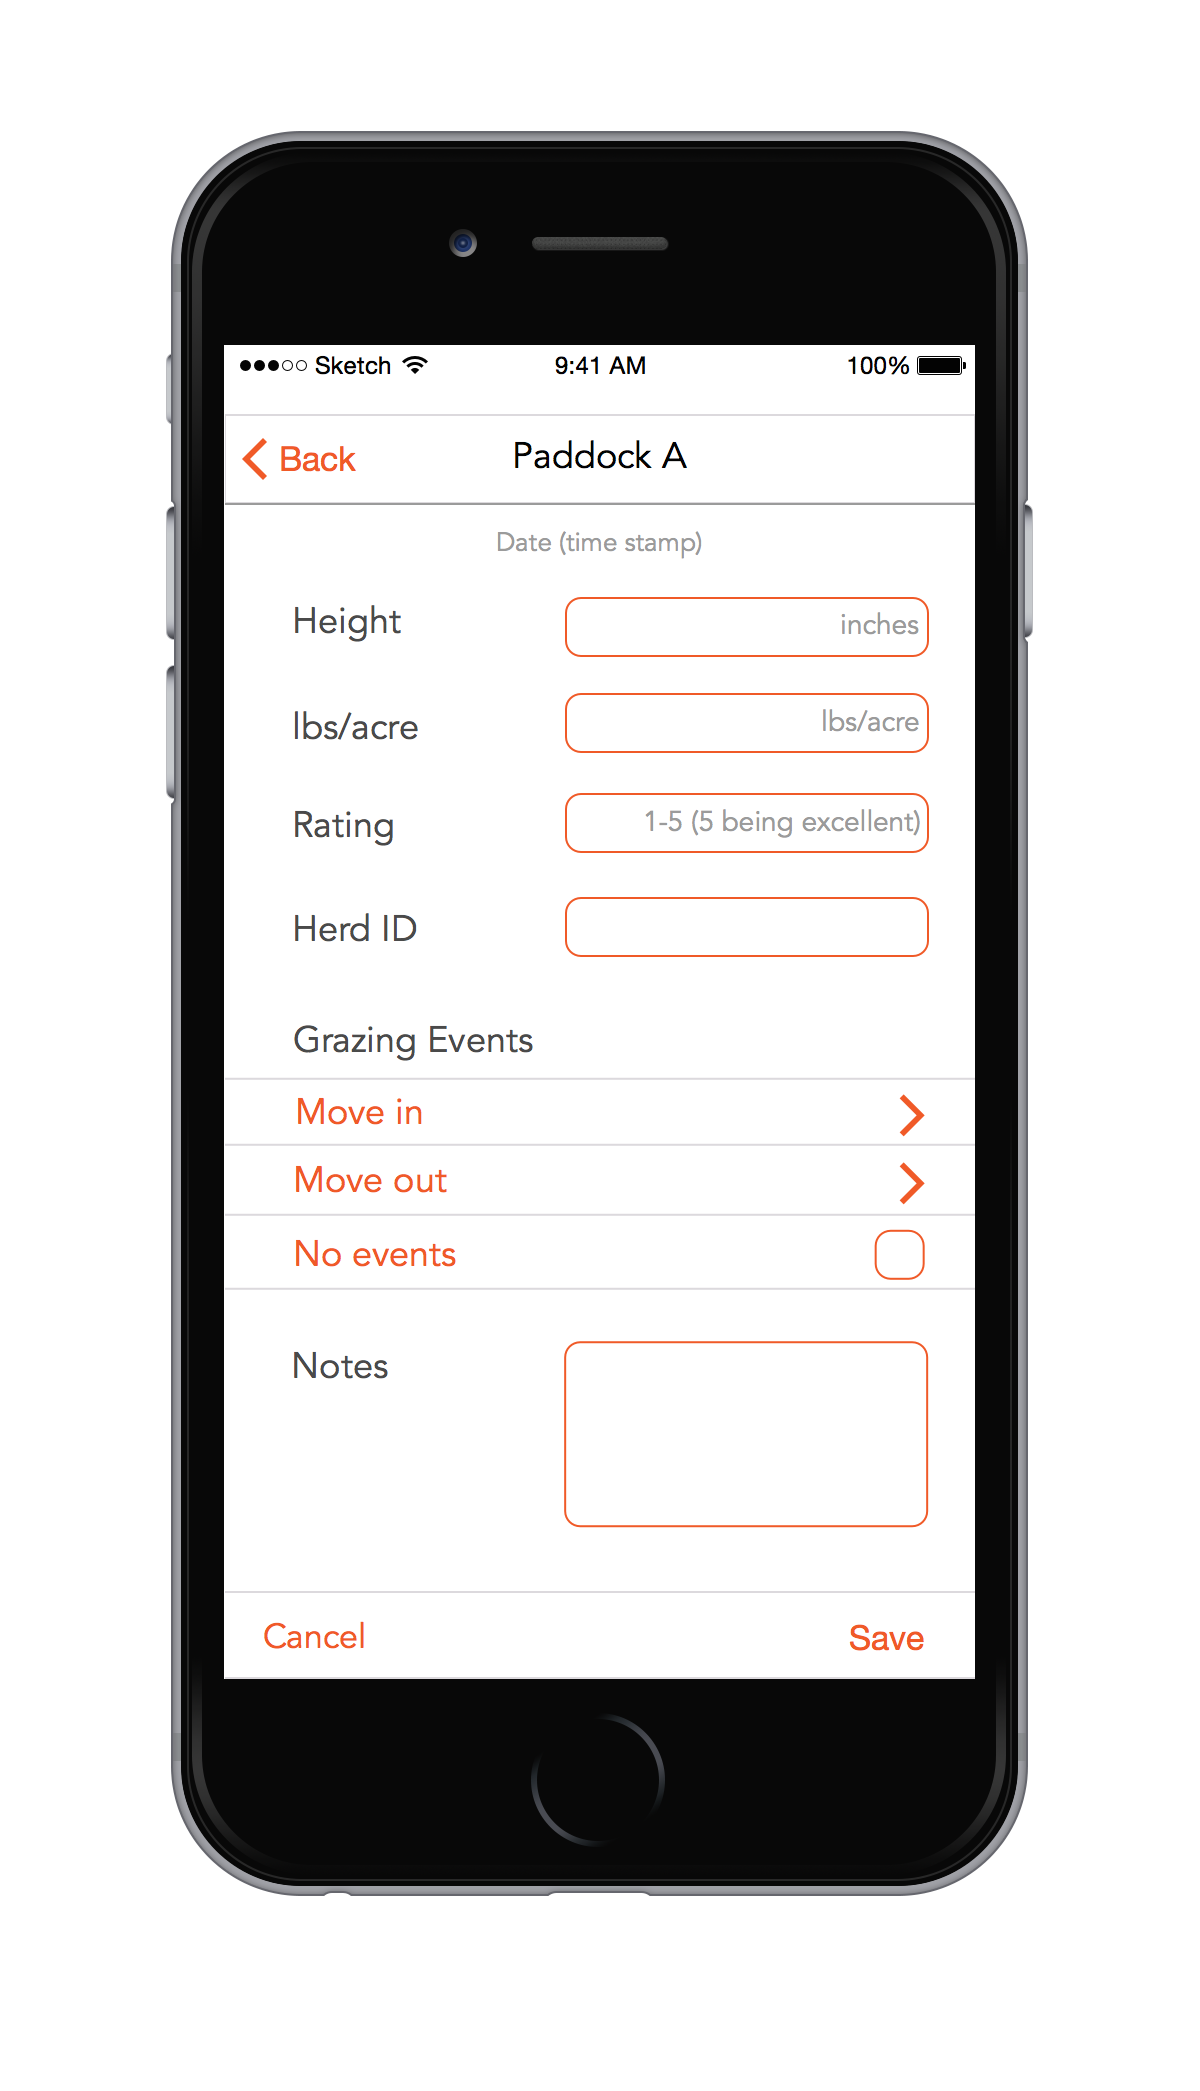 Sketch 9:41 AM 100%
Back Paddock A
Date (time stamp)
Height inches
lbs/acre lbs/acre
Rating 1-5 (5 being excellent)
Herd ID
Grazing Events
Move in
Move out
No events
Notes
Cancel Save